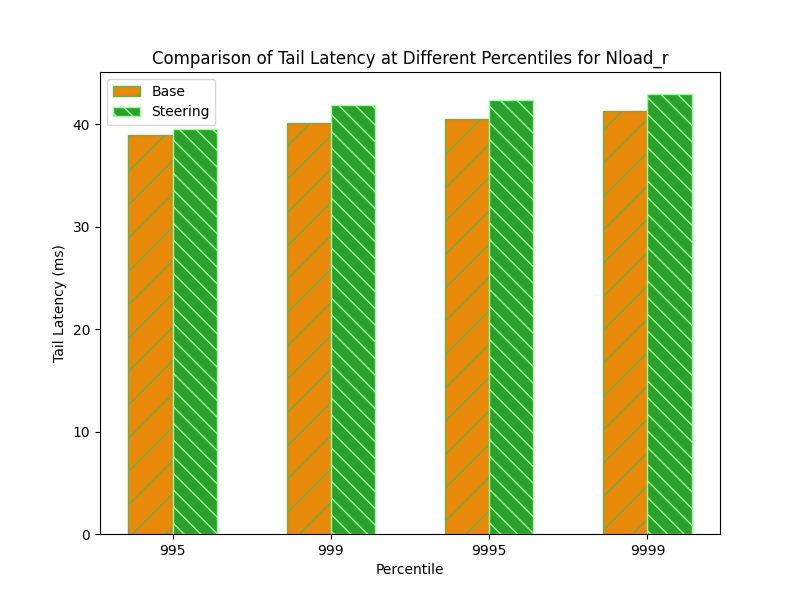 Comparison of Tail Latency at Different Percentiles for Nload_r
Base
Steering
40
30
20
10
0
Tail Latency (ms)
995 999 9995 9999
Percentile